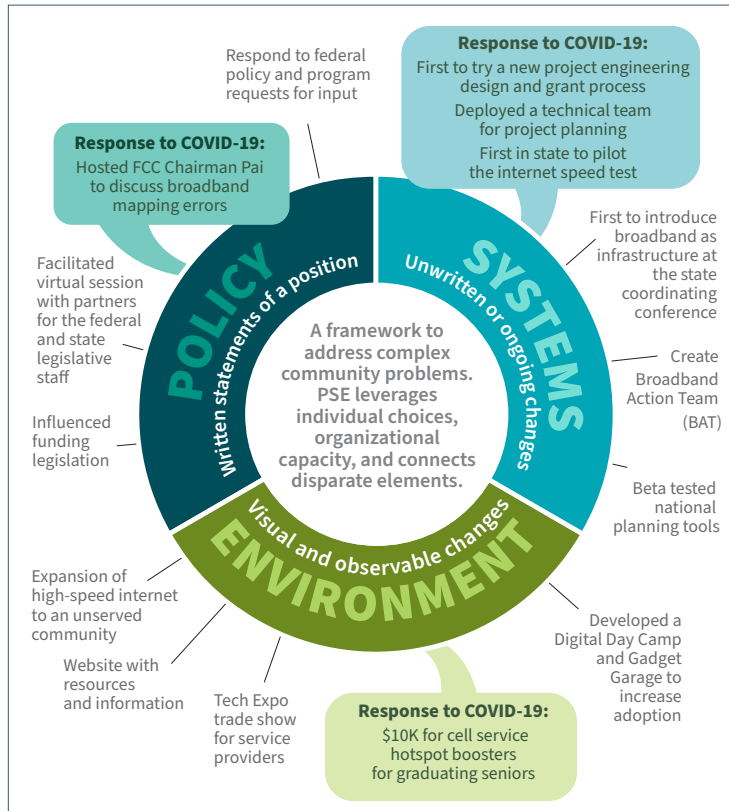 Respond to federal
policy and program
requests for input
Response to COVID-19:
First to try a new project engineering
design and grant process
Deployed a technical team
for project planning
First in state to pilot
the internet speed test
Response to COVID-19:
Hosted FCC Chairman Pai
to discuss broadband
mapping errors
First to introduce
broadband as
infrastructure at
the state
coordinating
conference
Facilitated
virtual session
with partners
for the federal
and state
legislative
staff
POLICY
Written statements of a position
SYSTEMS
Unwritten or ongoing changes
A framework to
address complex
community problems.
PSE leverages
individual choices,
organizational
capacity, and connects
disparate elements.
Create
Broadband
Action Team
(BAT)
Influenced
funding
legislation
Beta tested
national
planning tools
Visual and observable changes
ENVIRONMENT
Expansion of
high-speed internet
to an unserved
community
Website with
resources
and information
Tech Expo
trade show
for service
providers
Developed a
Digital Day Camp
and Gadget
Garage to
increase
adoption
Response to COVID-19:
$10K for cell service
hotspot boosters
for graduating seniors